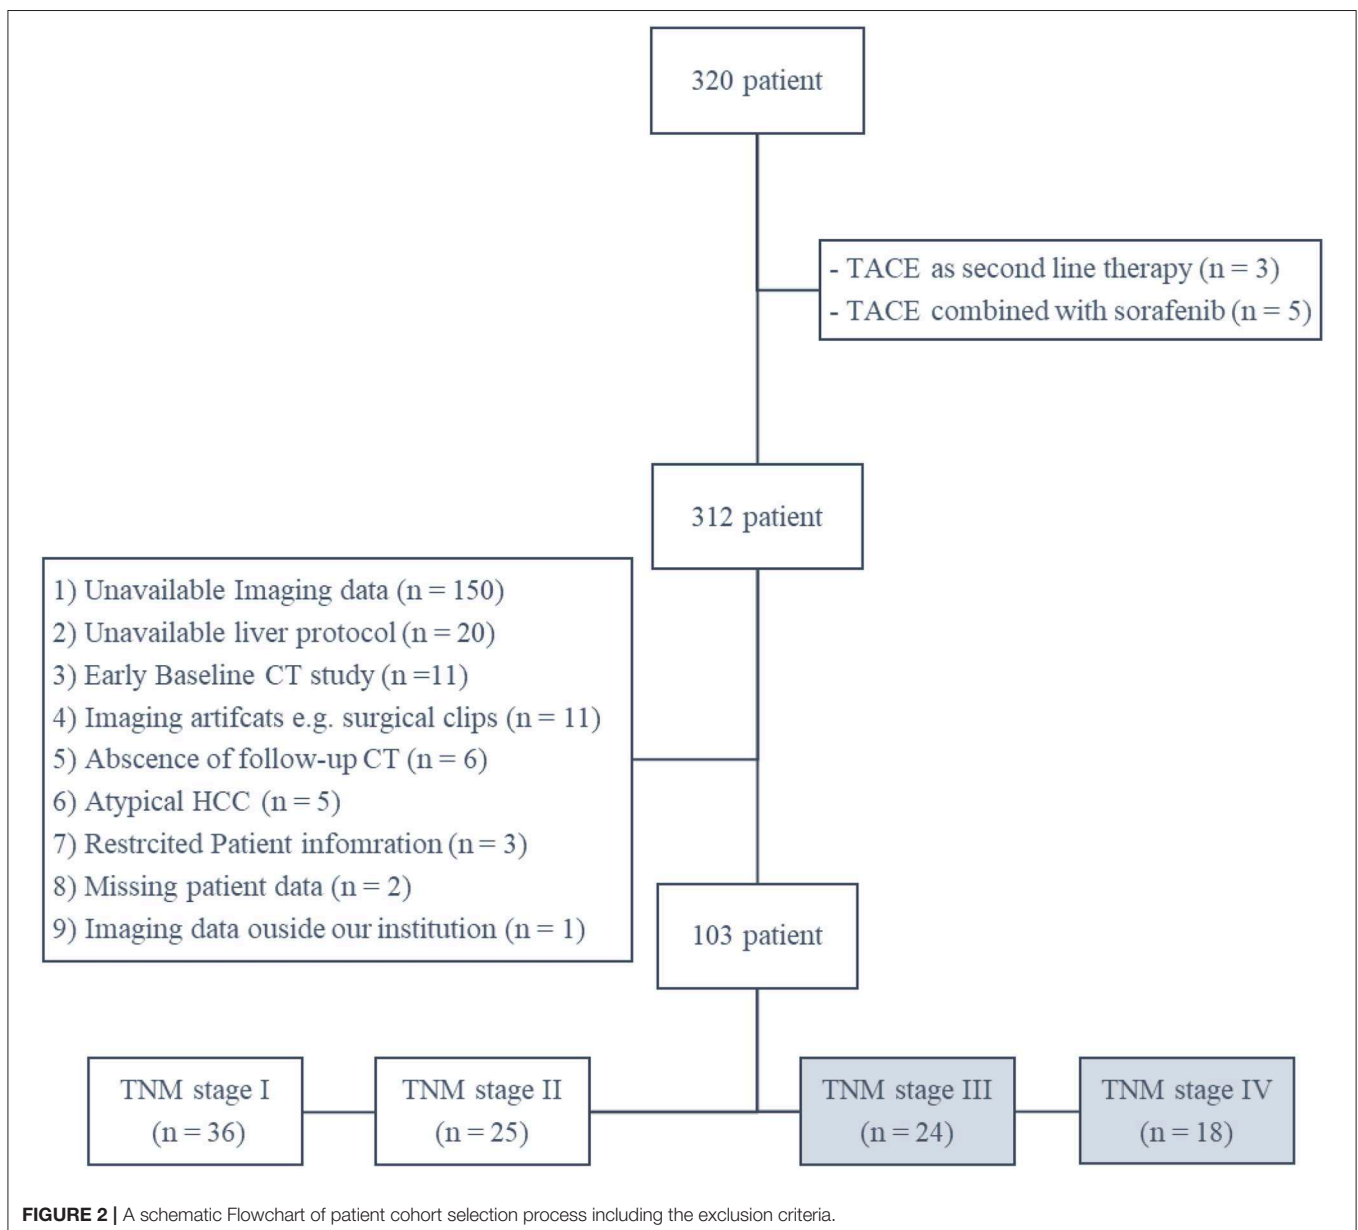 320 patient
- TACE as second line therapy (n = 3)
- TACE combined with sorafenib (n = 5)
312 patient
1) Unavailable Imaging data (n = 150)
2) Unavailable liver protocol (n = 20)
3) Early Baseline CT study (n =11)
4) Imaging artifcats e.g. surgical clips (n = 11)
5) Abscence of follow-up CT (n = 6)
6) Atypical HCC (n = 5)
7) Restrcited Patient infomration (n = 3)
8) Missing patient data (n = 2)
9) Imaging data ouside our institution (n = 1)
103 patient
TNM stage I
(n = 36)
TNM stage II
(n = 25)
TNM stage III
(n = 24)
TNM stage IV
(n = 18)
FIGURE 2 | A schematic Flowchart of patient cohort selection process including the exclusion criteria.